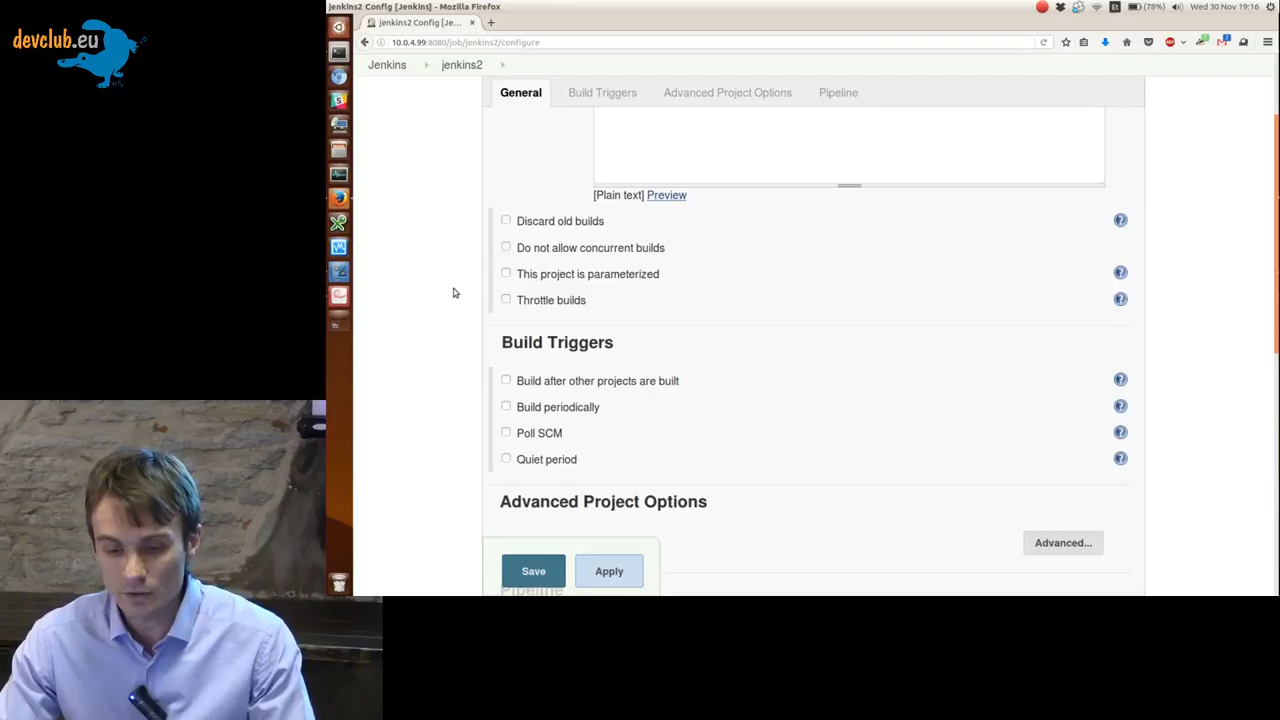 devclub.eu
jenkins2 Config [Jenkins] - Mozilla Firefox
Et
(78%)
Wed 30 Nov 19:16
jenkins2 Config [Je...
10.0.4.99:8080/job/jenkins2/configure
Jenkins
jenkins2
General
Build Triggers
Advanced Project Options
Pipeline
[Plain text] Preview
Discard old builds
Do not allow concurrent builds
This project is parameterized
Throttle builds
Build Triggers
Build after other projects are built
Build periodically
Poll SCM
Quiet period
Advanced Project Options
Advanced...
Save
Apply
Pipeline